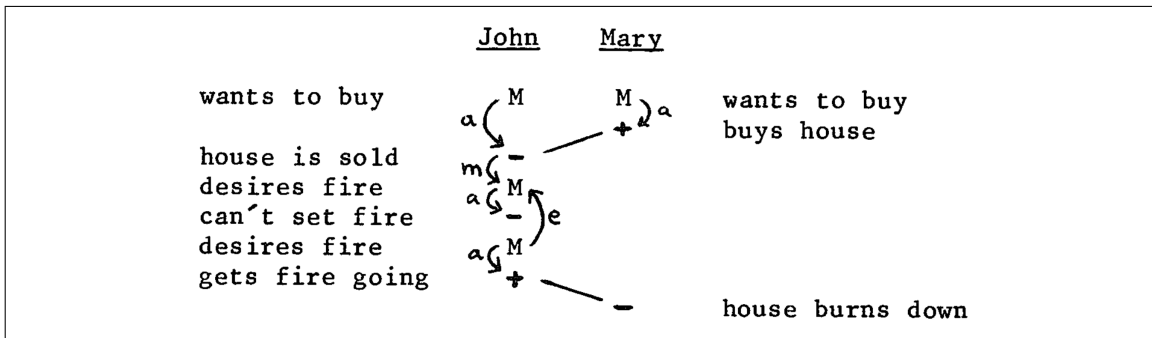 John Mary
wants to buy M M a wants to buy
a + buys house
house is sold -
m
desires fire M
a
can't set fire - e
desires fire M
a
gets fire going +
- house burns down